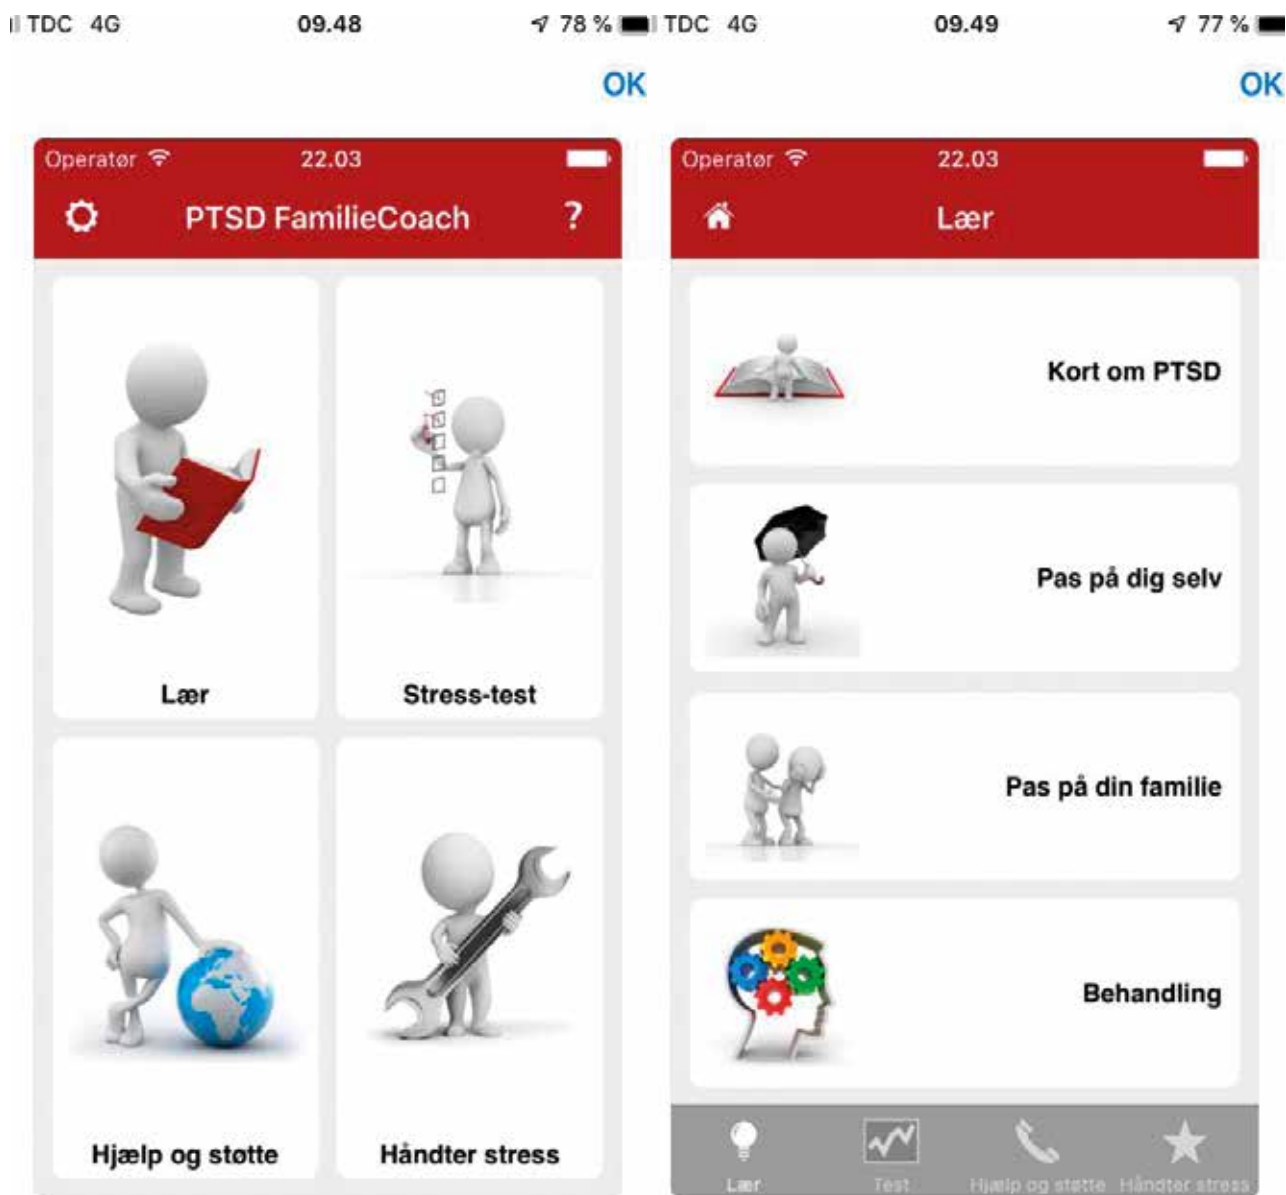 TDC 4G 09.48 78 %
OK
Operatør 22.03
PTSD FamilieCoach ?
Lær
Stress-test
Hjælp og støtte
Håndter stress
TDC 4G 09.49 77 %
OK
Operatør 22.03
Lær
Kort om PTSD
Pas på dig selv
Pas på din familie
Behandling
Lær Test Hjælp og støtte Håndter stress